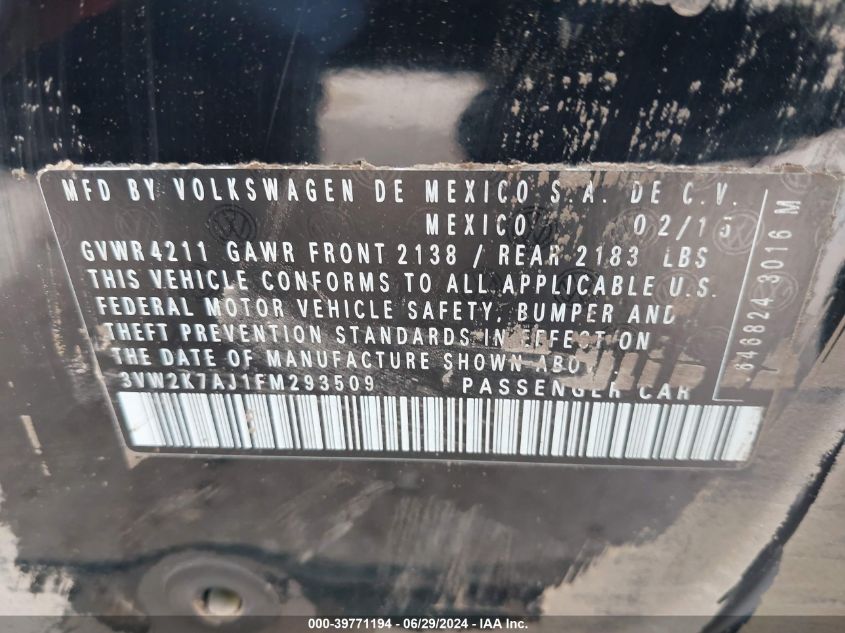 MFD BY VOLKSWAGEN DE MEXICO S.A. DE C.V.
MEXICO 02/15
GVWR 4211 GAWR FRONT 2138 / REAR 2183 LBS
THIS VEHICLE CONFORMS TO ALL APPLICABLE U.S.
FEDERAL MOTOR VEHICLE SAFETY, BUMPER AND
THEFT PREVENTION STANDARDS IN EFFECT ON
THE DATE OF MANUFACTURE SHOWN
3VW2K7AJ1FM293509 PASSENGER CAR
646824 3016 M
000-39771194 - 06/29/2024 - IAA Inc.